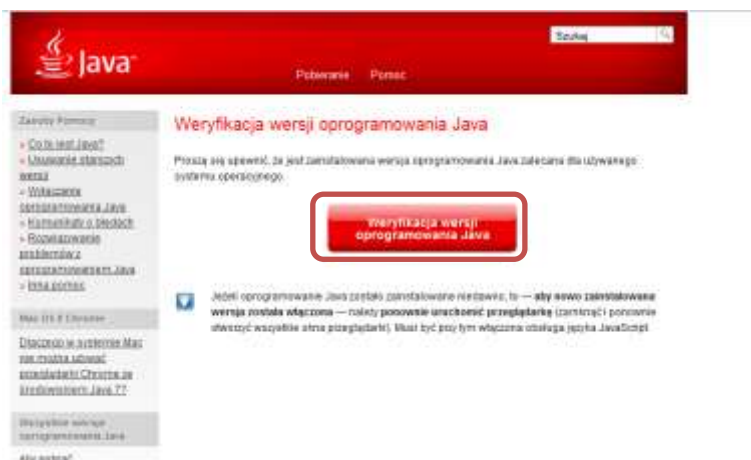 Java
Szukaj
Pobieranie Pomoc
Zasoby Pomocy
» Co to jest Java?
» Usuwanie starszych
wersji
» Wyłączanie
oprogramowania Java
» Komunikaty o błędach
» Rozwiązywanie
problemów z
oprogramowaniem Java
» Inna pomoc
Mac OS X Chrome
Dlaczego w systemie Mac
nie można używać
przeglądarki Chrome ze
środowiskiem Java 7?
Wszystkie wersje
oprogramowania Java
Aby pobrać
Weryfikacja wersji oprogramowania Java
Proszę się upewnić, że jest zainstalowana wersja oprogramowania Java zalecana dla używanego
systemu operacyjnego.
Weryfikacja wersji
oprogramowania Java
Jeżeli oprogramowanie Java zostało zainstalowane niedawno, to — aby nowo zainstalowana
wersja została włączona — należy ponownie uruchomić przeglądarkę (zamknąć i ponownie
otworzyć wszystkie okna przeglądarki). Musi być przy tym włączona obsługa języka JavaScript.